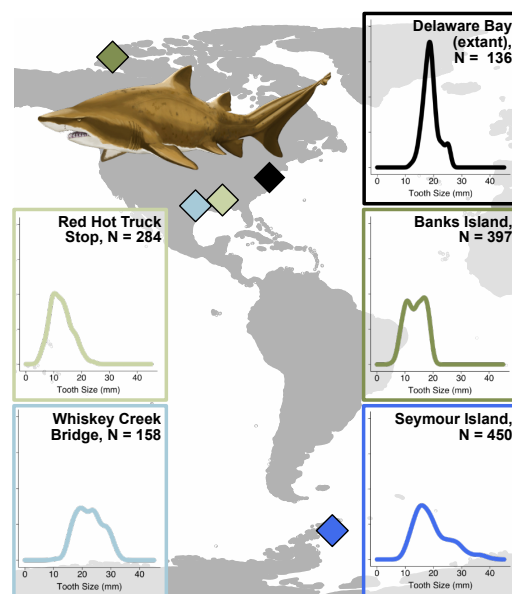 Delaware Bay
(extant),
N = 136
0 10 20 30 40
Tooth Size (mm)
Red Hot Truck
Stop, N = 284
0 10 20 30 40
Tooth Size (mm)
Banks Island,
N = 397
0 10 20 30 40
Tooth Size (mm)
Whiskey Creek
Bridge, N = 158
0 10 20 30 40
Tooth Size (mm)
Seymour Island,
N = 450
0 10 20 30 40
Tooth Size (mm)